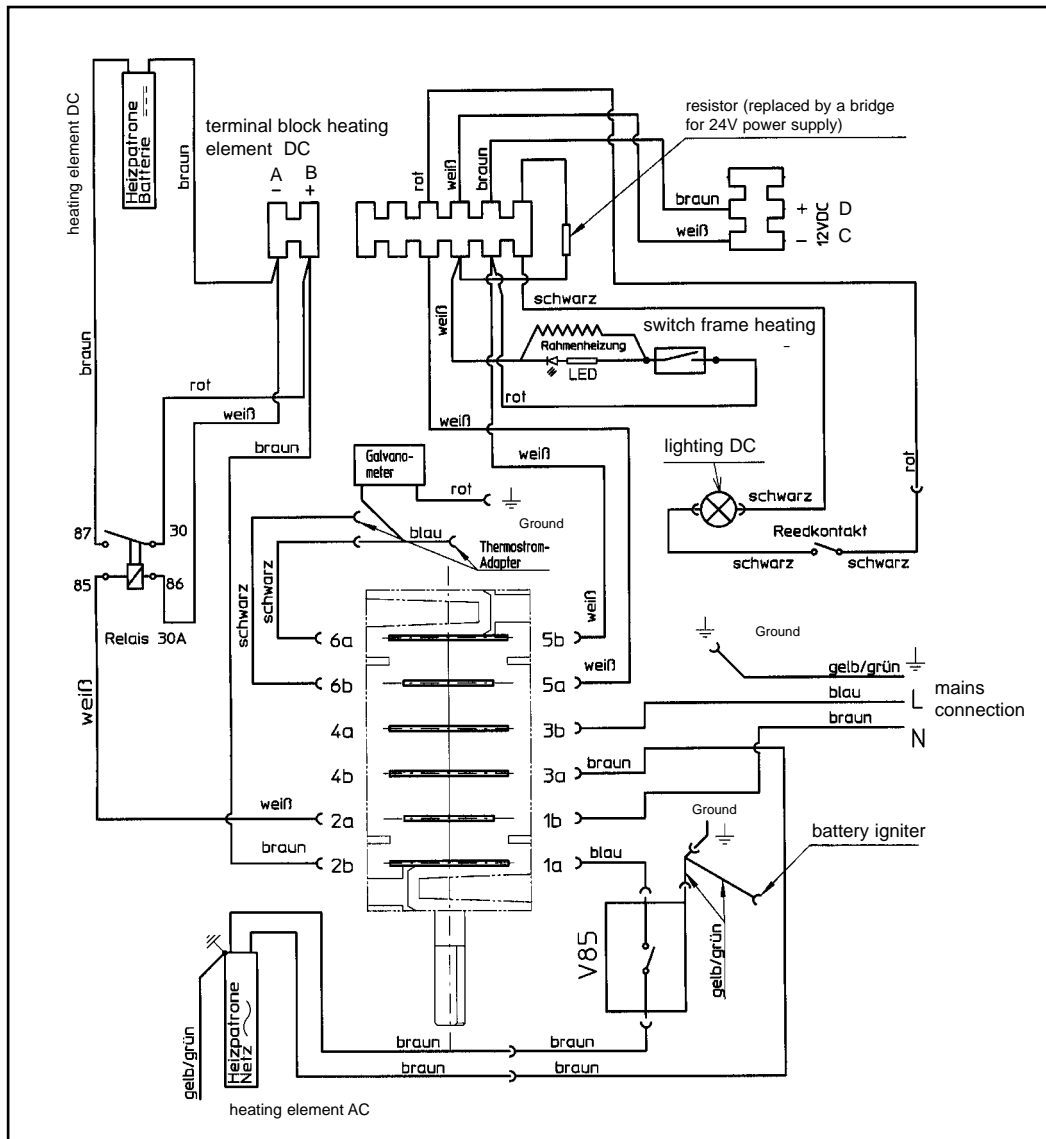 heating element DC
Heizpatrone
Batterie
braun
terminal block heating
element DC
A
B
−
+
rot
weiß
braun
resistor (replaced by a bridge
for 24V power supply)
braun
weiß
+
D
−
C
12VDC
schwarz
weiß
switch frame heating
-
Rahmenheizung
LED
rot
braun
rot
weiß
braun
weiß
weiß
Galvano-
meter
rot
Ground
blau
Thermostrom-
Adapter
lighting DC
schwarz
rot
Reedkontakt
schwarz
schwarz
87
30
85
86
Relais 30A
schwarz
schwarz
weiß
weiß
weiß
6a
5b
6b
5a
4a
3b
4b
3a
2a
1b
2b
1a
weiß
braun
Ground
gelb/grün
blau
L
braun
N
mains
connection
braun
Ground
battery igniter
blau
V85
gelb/grün
gelb/grün
Heizpatrone
Netz
braun
braun
braun
braun
heating element AC